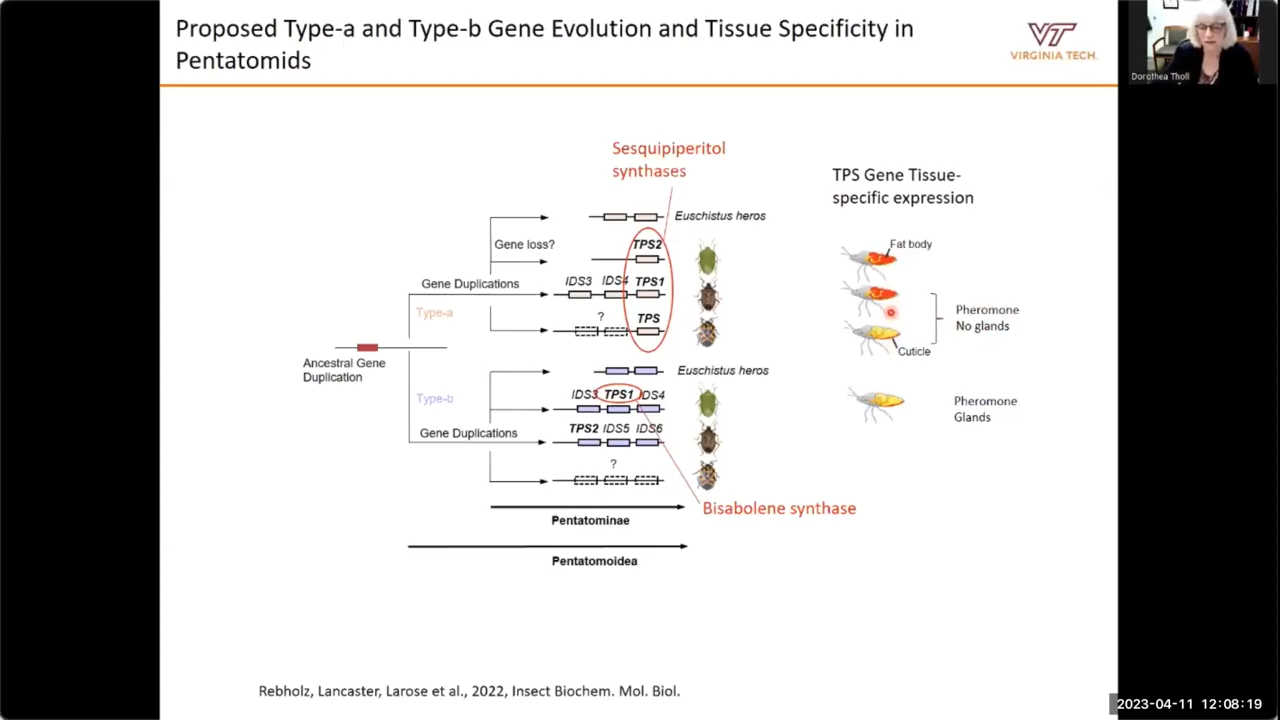 Proposed Type-a and Type-b Gene Evolution and Tissue Specificity in
Pentatomids
VT
VIRGINIA TECH.
Dorothea Tholl
Sesquipiperitol
synthases
TPS Gene Tissue-
specific expression
Euschistus heros
Gene loss?
TPS2
Fat body
Gene Duplications
IDS3 IDS4 TPS1
Type-a
? TPS
Pheromone
No glands
Cuticle
Ancestral Gene
Duplication
Euschistus heros
Type-b
IDS3 TPS1 IDS4
Pheromone
Glands
Gene Duplications
TPS2 IDS5 IDS6
?
Bisabolene synthase
Pentatominae
Pentatomoidea
Rebholz, Lancaster, Larose et al., 2022, Insect Biochem. Mol. Biol.
2023-04-11 12:08:19